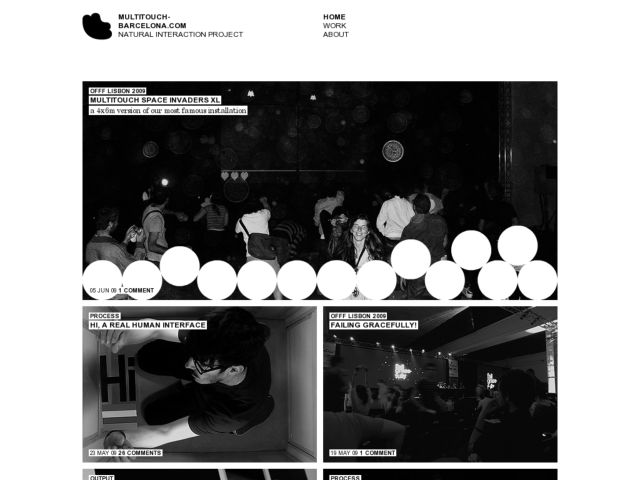 MULTITOUCH-
BARCELONA.COM
NATURAL INTERACTION PROJECT
HOME
WORK
ABOUT
OFFF LISBON 2009
MULTITOUCH SPACE INVADERS XL
a 4x6m version of our most famous installation
05 JUN 09 1 COMMENT
PROCESS
HI, A REAL HUMAN INTERFACE
Hi
23 MAY 09 26 COMMENTS
OFFF LISBON 2009
FAILING GRACEFULLY!
19 MAY 09 1 COMMENT
OUTPUT
PROCESS